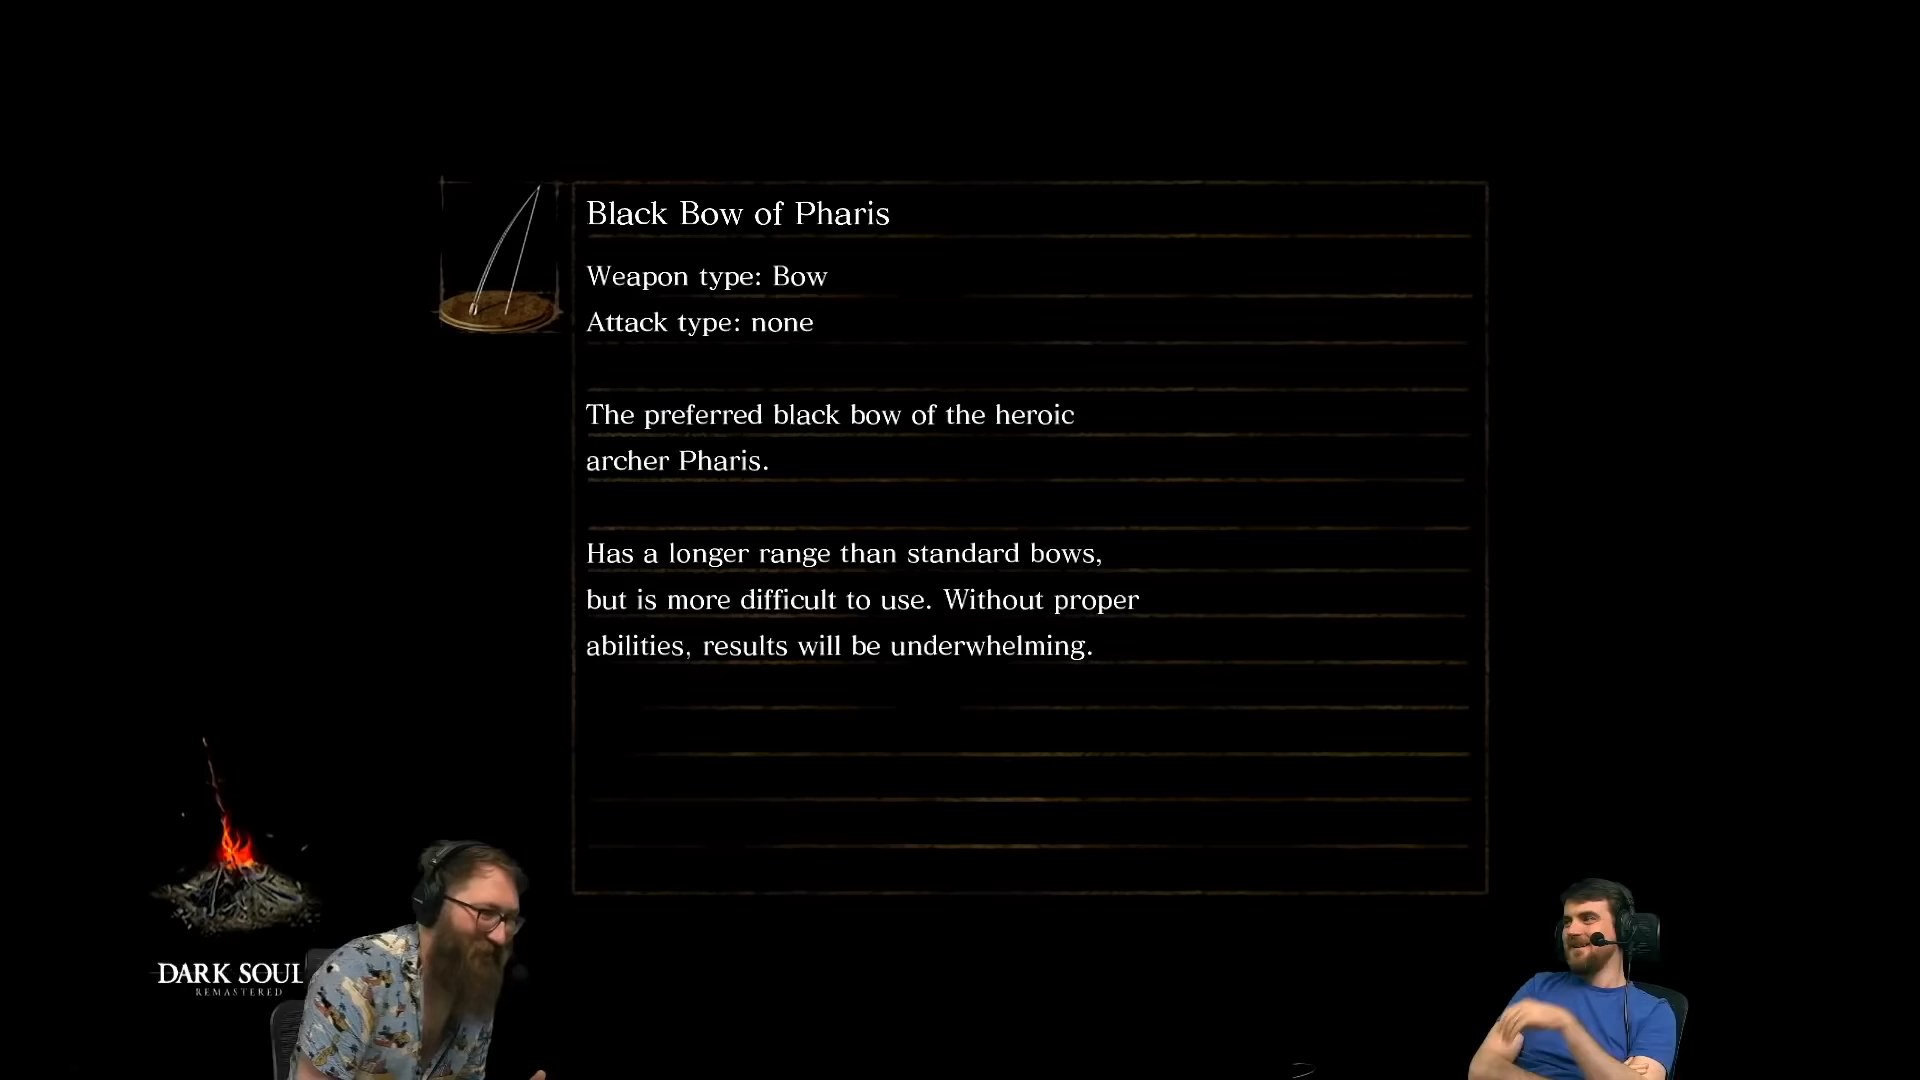 Black Bow of Pharis
Weapon type: Bow
Attack type: none
The preferred black bow of the heroic
archer Pharis.
Has a longer range than standard bows,
but is more difficult to use. Without proper
abilities, results will be underwhelming.
DARK SOUL
REMASTERED